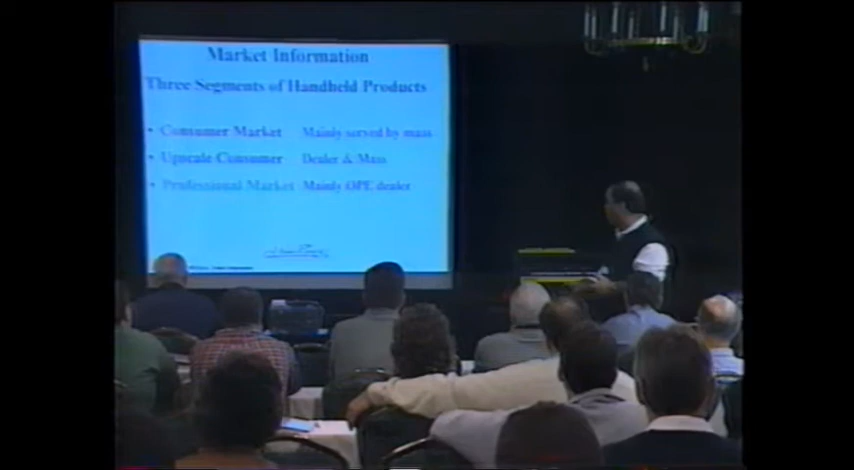 Market Information
Three Segments of Handheld Products
• Consumer Market Mainly served by mass
• Upscale Consumer Dealer & Mass
• Professional Market Mainly OPE dealer